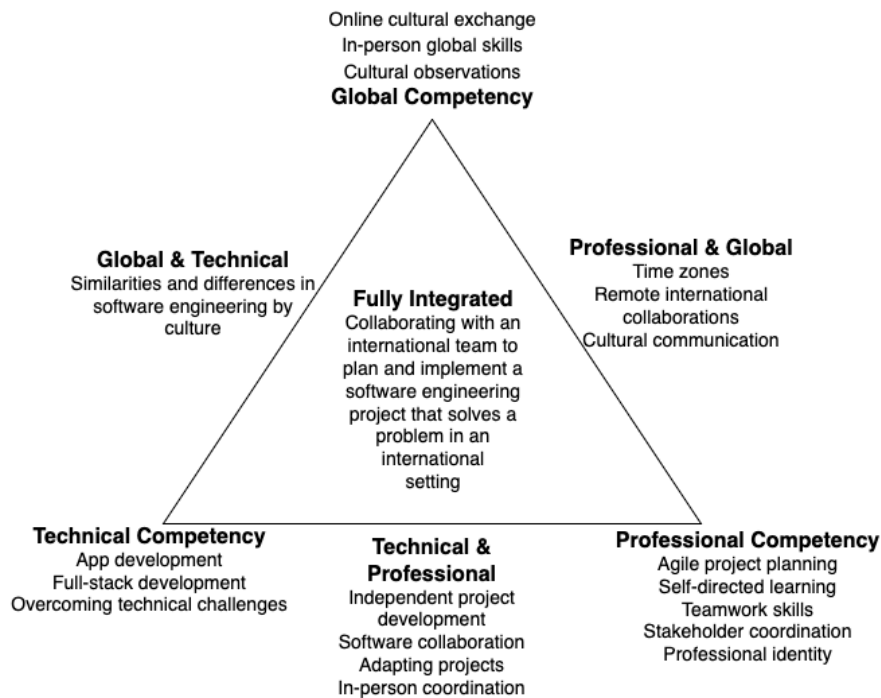 Online cultural exchange
In-person global skills
Cultural observations
Global Competency
Global & Technical
Similarities and differences in
software engineering by
culture
Professional & Global
Time zones
Remote international
collaborations
Cultural communication
Fully Integrated
Collaborating with an
international team to
plan and implement a
software engineering
project that solves a
problem in an
international
setting
Technical Competency
App development
Full-stack development
Overcoming technical challenges
Technical &
Professional
Independent project
development
Software collaboration
Adapting projects
In-person coordination
Professional Competency
Agile project planning
Self-directed learning
Teamwork skills
Stakeholder coordination
Professional identity